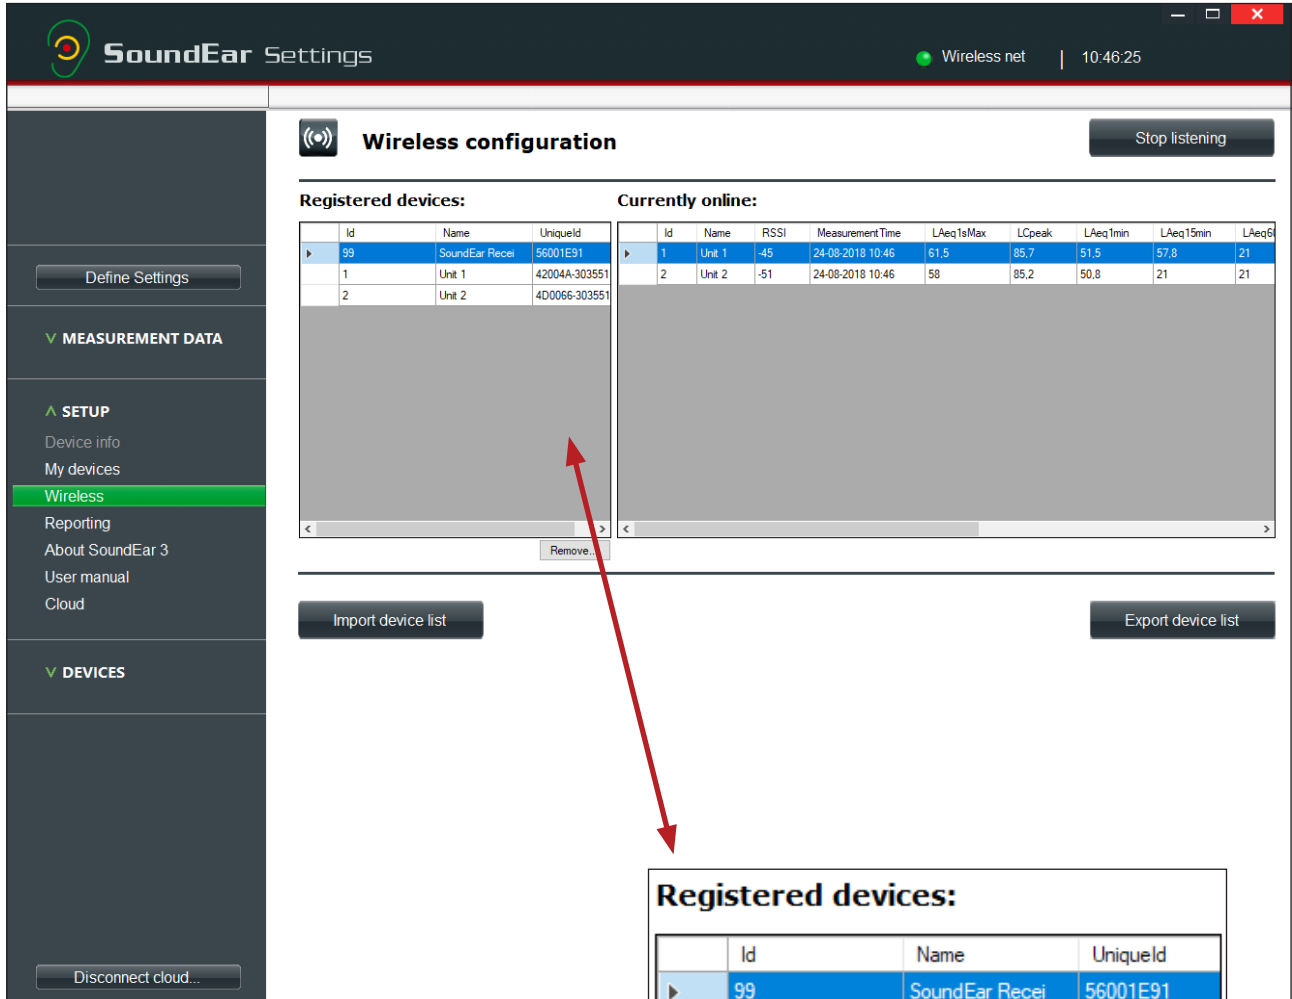 SoundEar Settings
Wireless net | 10:46:25
Wireless configuration
Stop listening
Registered devices:
Id Name UniqueId
99 SoundEar Recei 56001E91
1 Unit 1 42004A-303551
2 Unit 2 4D0066-303551
Remove...
Currently online:
Id Name RSSI MeasurementTime LAeq1sMax LCpeak LAeq1min LAeq15min LAeq6
1 Unit 1 -45 24-08-2018 10:46 61,5 85,7 51,5 57,8 21
2 Unit 2 -51 24-08-2018 10:46 58 85,2 50,8 21 21
Import device list
Export device list
Define Settings
MEASUREMENT DATA
SETUP
Device info
My devices
Wireless
Reporting
About SoundEar 3
User manual
Cloud
DEVICES
Disconnect cloud...
Registered devices:
Id Name UniqueId
99 SoundEar Recei 56001E91